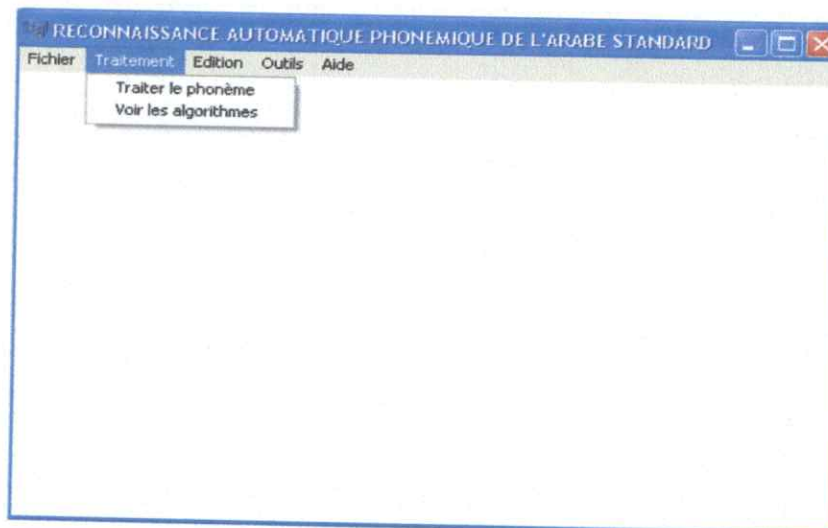 RECONNAISSANCE AUTOMATIQUE PHONEMIQUE DE L'ARABE STANDARD
Fichier Traitement Edition Outils Aide
Traiter le phonème
Voir les algorithmes